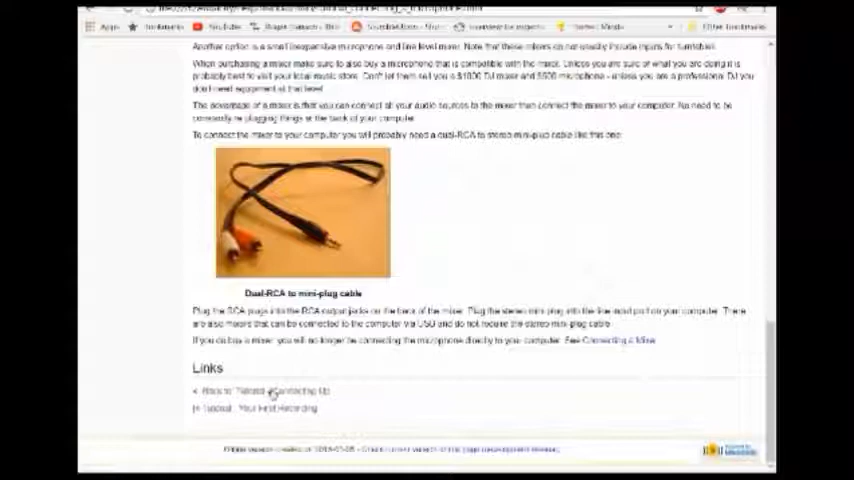 Apps
Bookmarks
YouTube
Other Bookmarks
Another option is a small inexpensive microphone and line level mixer. Note that these mixers do not usually include inputs for turntables.
When purchasing a mixer make sure to also buy a microphone that is compatible with the mixer. Unless you are sure of what you are doing it is
probably best to visit your local music store. Don't let them sell you a $1000 DJ mixer and $500 microphone - unless you are a professional DJ you
don't need equipment at that level!
The advantage of a mixer is that you can connect all your audio sources to the mixer then connect the mixer to your computer. No need to be
constantly re-plugging things at the back of your computer.
To connect the mixer to your computer you will probably need a dual-RCA to stereo mini-plug cable like this one:
Dual-RCA to mini-plug cable
Plug the RCA plugs into the RCA output jacks on the back of the mixer. Plug the stereo mini-plug into the line input port on your computer. There
are also mixers that can be connected to the computer via USB and do not require the stereo mini-plug cable.
If you do buy a mixer you will no longer be connecting the microphone directly to your computer. See Connecting a Mixer
Links
< Back to: Tutorial - Connecting Up
|< Tutorial - Your First Recording